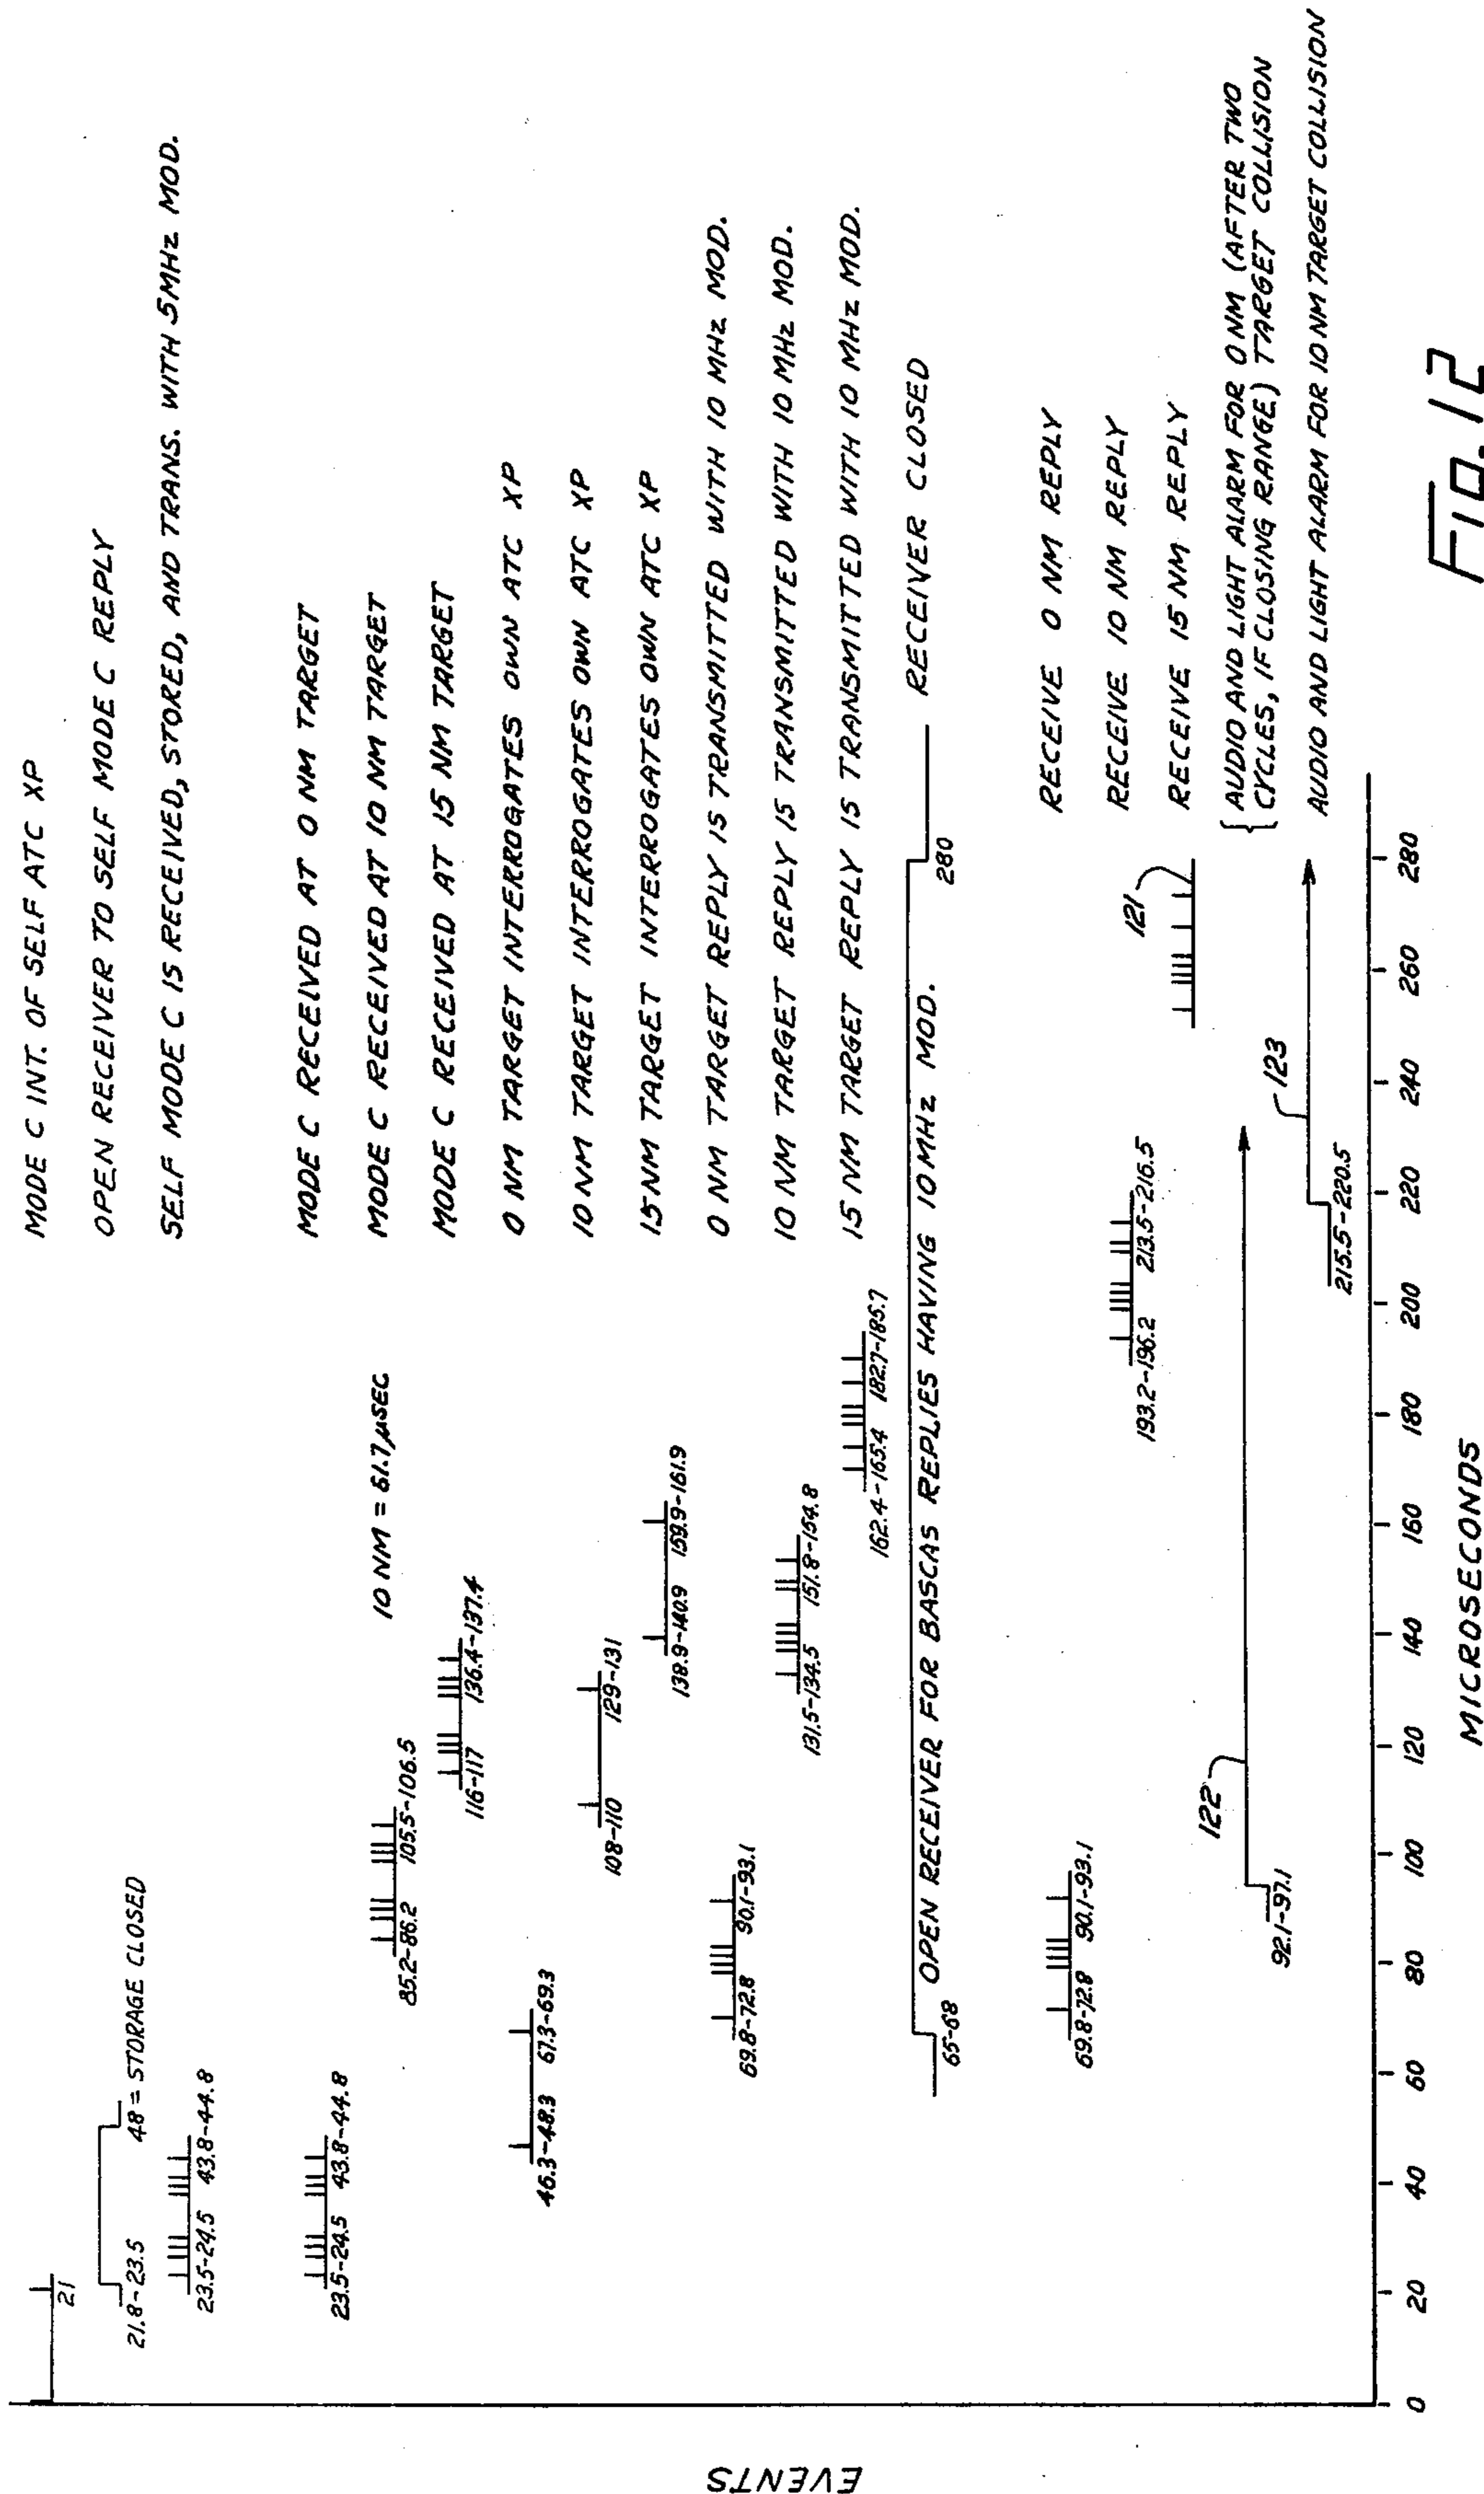 MODE C INT. OF SELF ATC XP
21
OPEN RECEIVER TO SELF MODE C REPLY
21.8-23.5 48 = STORAGE CLOSED
SELF MODE C IS RECEIVED, STORED, AND TRANS. WITH 5MHz MOD.
23.5-24.5 43.8-44.8
MODE C RECEIVED AT 0 NM TARGET
23.5-24.5 43.8-44.8
MODE C RECEIVED AT 10 NM TARGET
10 NM = 61.7 µSEC
85.2-86.2 105.5-106.5
MODE C RECEIVED AT 15 NM TARGET
116-117 136.4-137.4
0 NM TARGET INTERROGATES OWN ATC XP
46.3-48.3 67.3-69.3
10 NM TARGET INTERROGATES OWN ATC XP
108-110 129-131
15 NM TARGET INTERROGATES OWN ATC XP
138.9-140.9 159.9-161.9
0 NM TARGET REPLY IS TRANSMITTED WITH 10 MHz MOD.
69.8-72.8 90.1-93.1
10 NM TARGET REPLY IS TRANSMITTED WITH 10 MHz MOD.
131.5-134.5 151.8-154.8
15 NM TARGET REPLY IS TRANSMITTED WITH 10 MHz MOD.
162.4-165.4 182.7-185.7
RECEIVER CLOSED
OPEN RECEIVER FOR BASCAS REPLIES HAVING 10MHz MOD.
65-68 280
RECEIVE 0 NM REPLY
69.8-72.8 90.1-93.1
RECEIVE 10 NM REPLY
193.2-196.2 213.5-216.5
121
RECEIVE 15 NM REPLY
122
AUDIO AND LIGHT ALARM FOR 0 NM (AFTER TWO
CYCLES, IF CLOSING RANGE) TARGET COLLISION
92.1-97.1
123
AUDIO AND LIGHT ALARM FOR 10 NM TARGET COLLISION
215.5-220.5
0 20 40 60 80 100 120 140 160 180 200 220 240 260 280
MICROSECONDS
EVENTS
FIG. 12